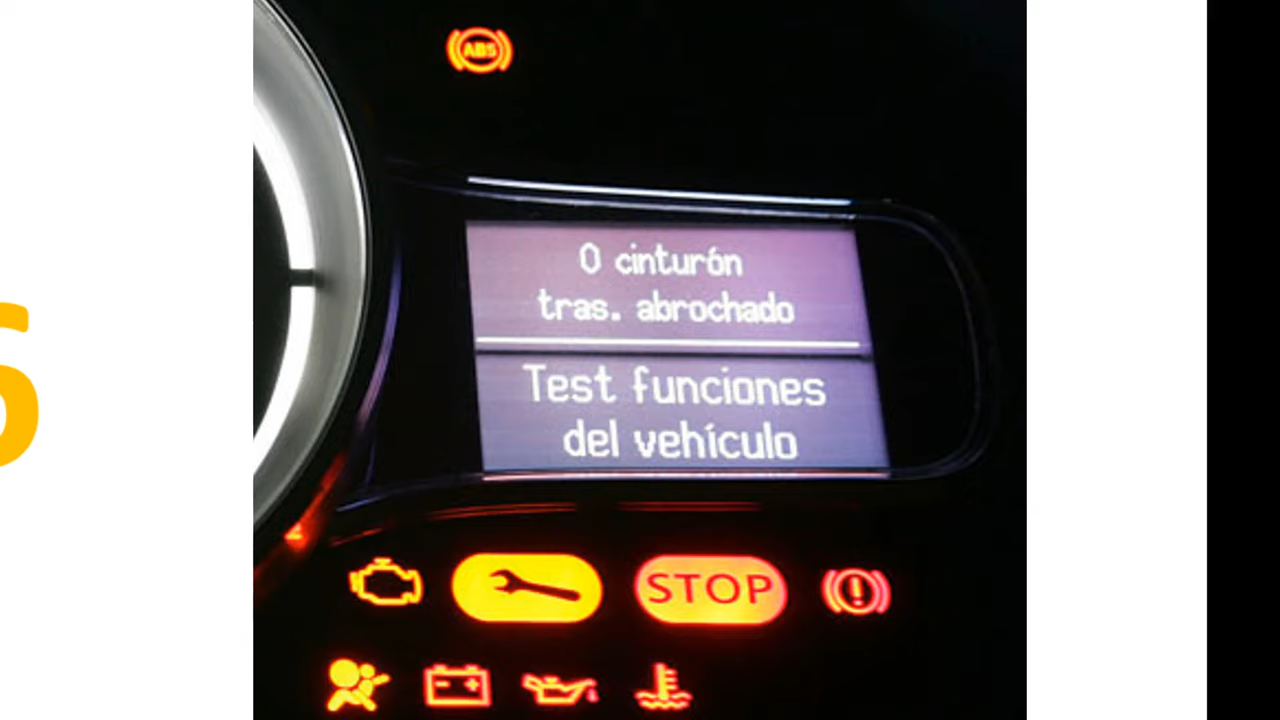 ABS
0 cinturón
tras. abrochado
Test funciones
del vehículo
STOP